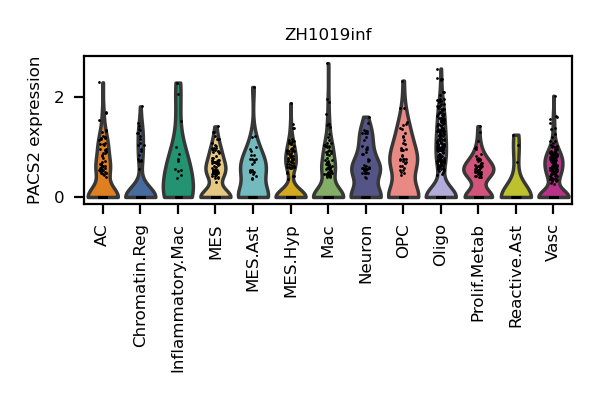 ZH1019inf
PACS2 expression
2
0
AC
Chromatin.Reg
Inflammatory.Mac
MES
MES.Ast
MES.Hyp
Mac
Neuron
OPC
Oligo
Prolif.Metab
Reactive.Ast
Vasc